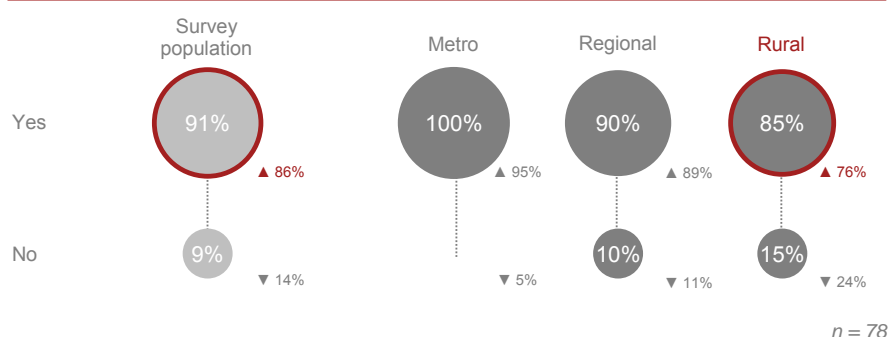 Survey
population
Metro
Regional
Rural
Yes
91%
100%
90%
85%
▲ 86%
▲ 95%
▲ 89%
▲ 76%
No
9%
10%
15%
▼ 14%
▼ 5%
▼ 11%
▼ 24%
n = 78